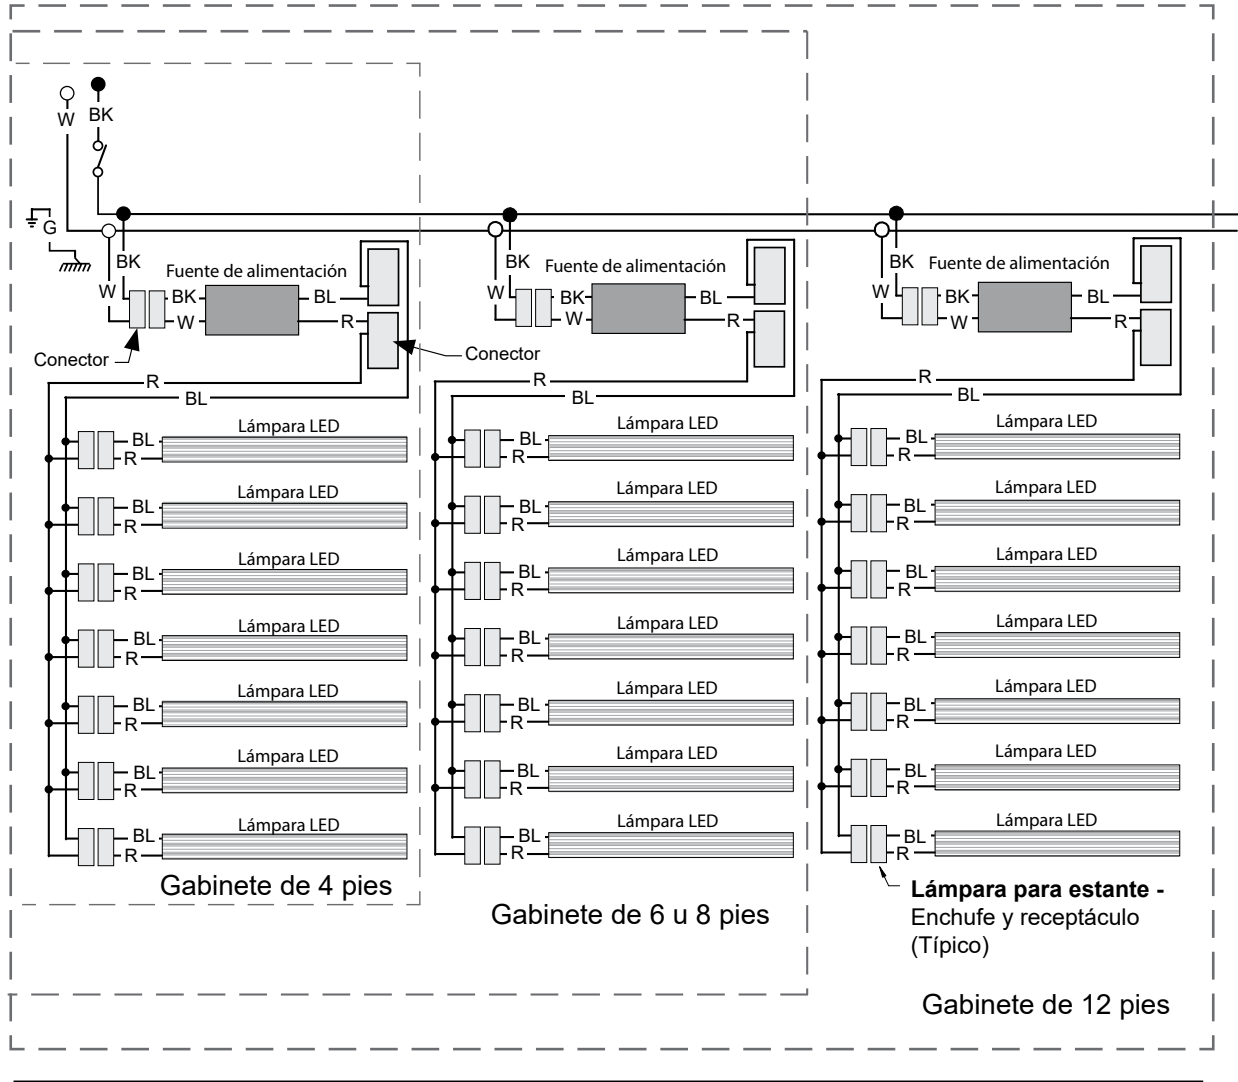 W
BK
G
BK
W
Fuente de alimentación
BK
BL
W
R
Conector
Conector
R
BL
Lámpara LED
BL
R
Lámpara LED
BL
R
Lámpara LED
BL
R
Lámpara LED
BL
R
Lámpara LED
BL
R
Lámpara LED
BL
R
Lámpara LED
BL
R
Gabinete de 4 pies
BK
W
Fuente de alimentación
BK
BL
W
R
R
BL
Lámpara LED
BL
R
Lámpara LED
BL
R
Lámpara LED
BL
R
Lámpara LED
BL
R
Lámpara LED
BL
R
Lámpara LED
BL
R
Lámpara LED
BL
R
Gabinete de 6 u 8 pies
BK
W
Fuente de alimentación
BK
BL
W
R
R
BL
Lámpara LED
BL
R
Lámpara LED
BL
R
Lámpara LED
BL
R
Lámpara LED
BL
R
Lámpara LED
BL
R
Lámpara LED
BL
R
Lámpara LED
BL
R
Lámpara para estante -
Enchufe y receptáculo
(Típico)
Gabinete de 12 pies